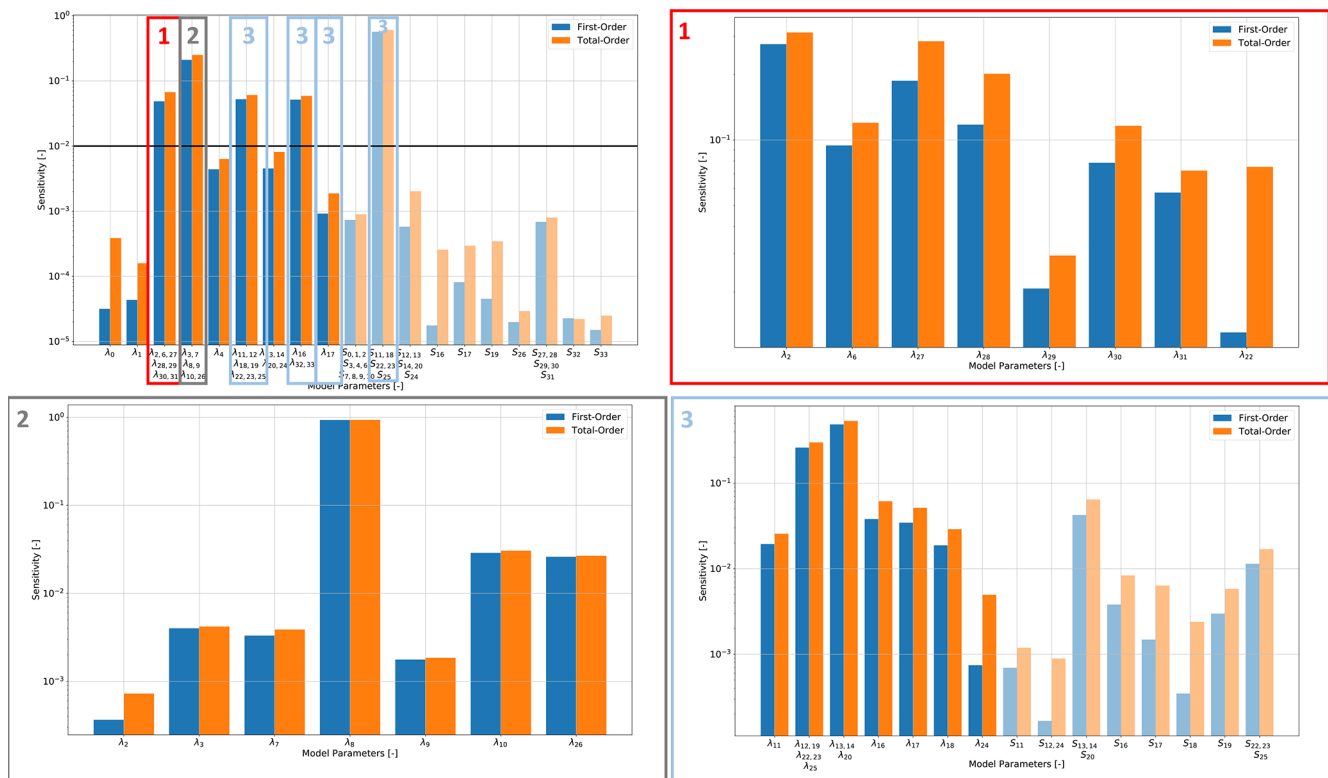 1
2
3
3
3
3
First-Order
Total-Order
Sensitivity [-]
10⁰
10⁻¹
10⁻²
10⁻³
10⁻⁴
10⁻⁵
λ₀ λ₁ λ₂, ₆, ₂₇ λ₃, ₇ λ₄ λ₁₁, ₁₂ λ₁₆ λ₁₇ S₀, ₁, ₂ S₁₁, ₁₈ S₁₂, ₁₃ S₁₆ S₁₇ S₁₉ S₂₆ S₂₇, ₂₈ S₃₂ S₃₃
λ₂₈, ₂₉ λ₈, ₉ λ₁₈, ₁₉ λ₃₂, ₃₃ S₃, ₄, ₆ S₂₂, ₂₃ S₁₄, ₂₀ S₂₉, ₃₀
λ₃₀, ₃₁ λ₁₀, ₂₆ λ₂₂, ₂₃, ₂₅ S₂₅ S₂₄ S₃₁
Model Parameters [-]
1
First-Order
Total-Order
Sensitivity [-]
10⁻¹
λ₂ λ₆ λ₂₇ λ₂₈ λ₂₉ λ₃₀ λ₃₁ λ₂₂
Model Parameters [-]
2
First-Order
Total-Order
Sensitivity [-]
10⁰
10⁻¹
10⁻²
10⁻³
λ₂ λ₃ λ₇ λ₈ λ₉ λ₁₀ λ₂₆
Model Parameters [-]
3
First-Order
Total-Order
Sensitivity [-]
10⁻¹
10⁻²
10⁻³
λ₁₁ λ₁₂, ₁₉ λ₁₃, ₁₄ λ₁₆ λ₁₇ λ₁₈ λ₂₄ S₁₁ S₁₂, ₂₄ S₁₃, ₁₄ S₁₆ S₁₇ S₁₈ S₁₉ S₂₂, ₂₃
λ₂₂, ₂₃ λ₂₀ S₂₀ S₂₅
λ₂₅
Model Parameters [-]